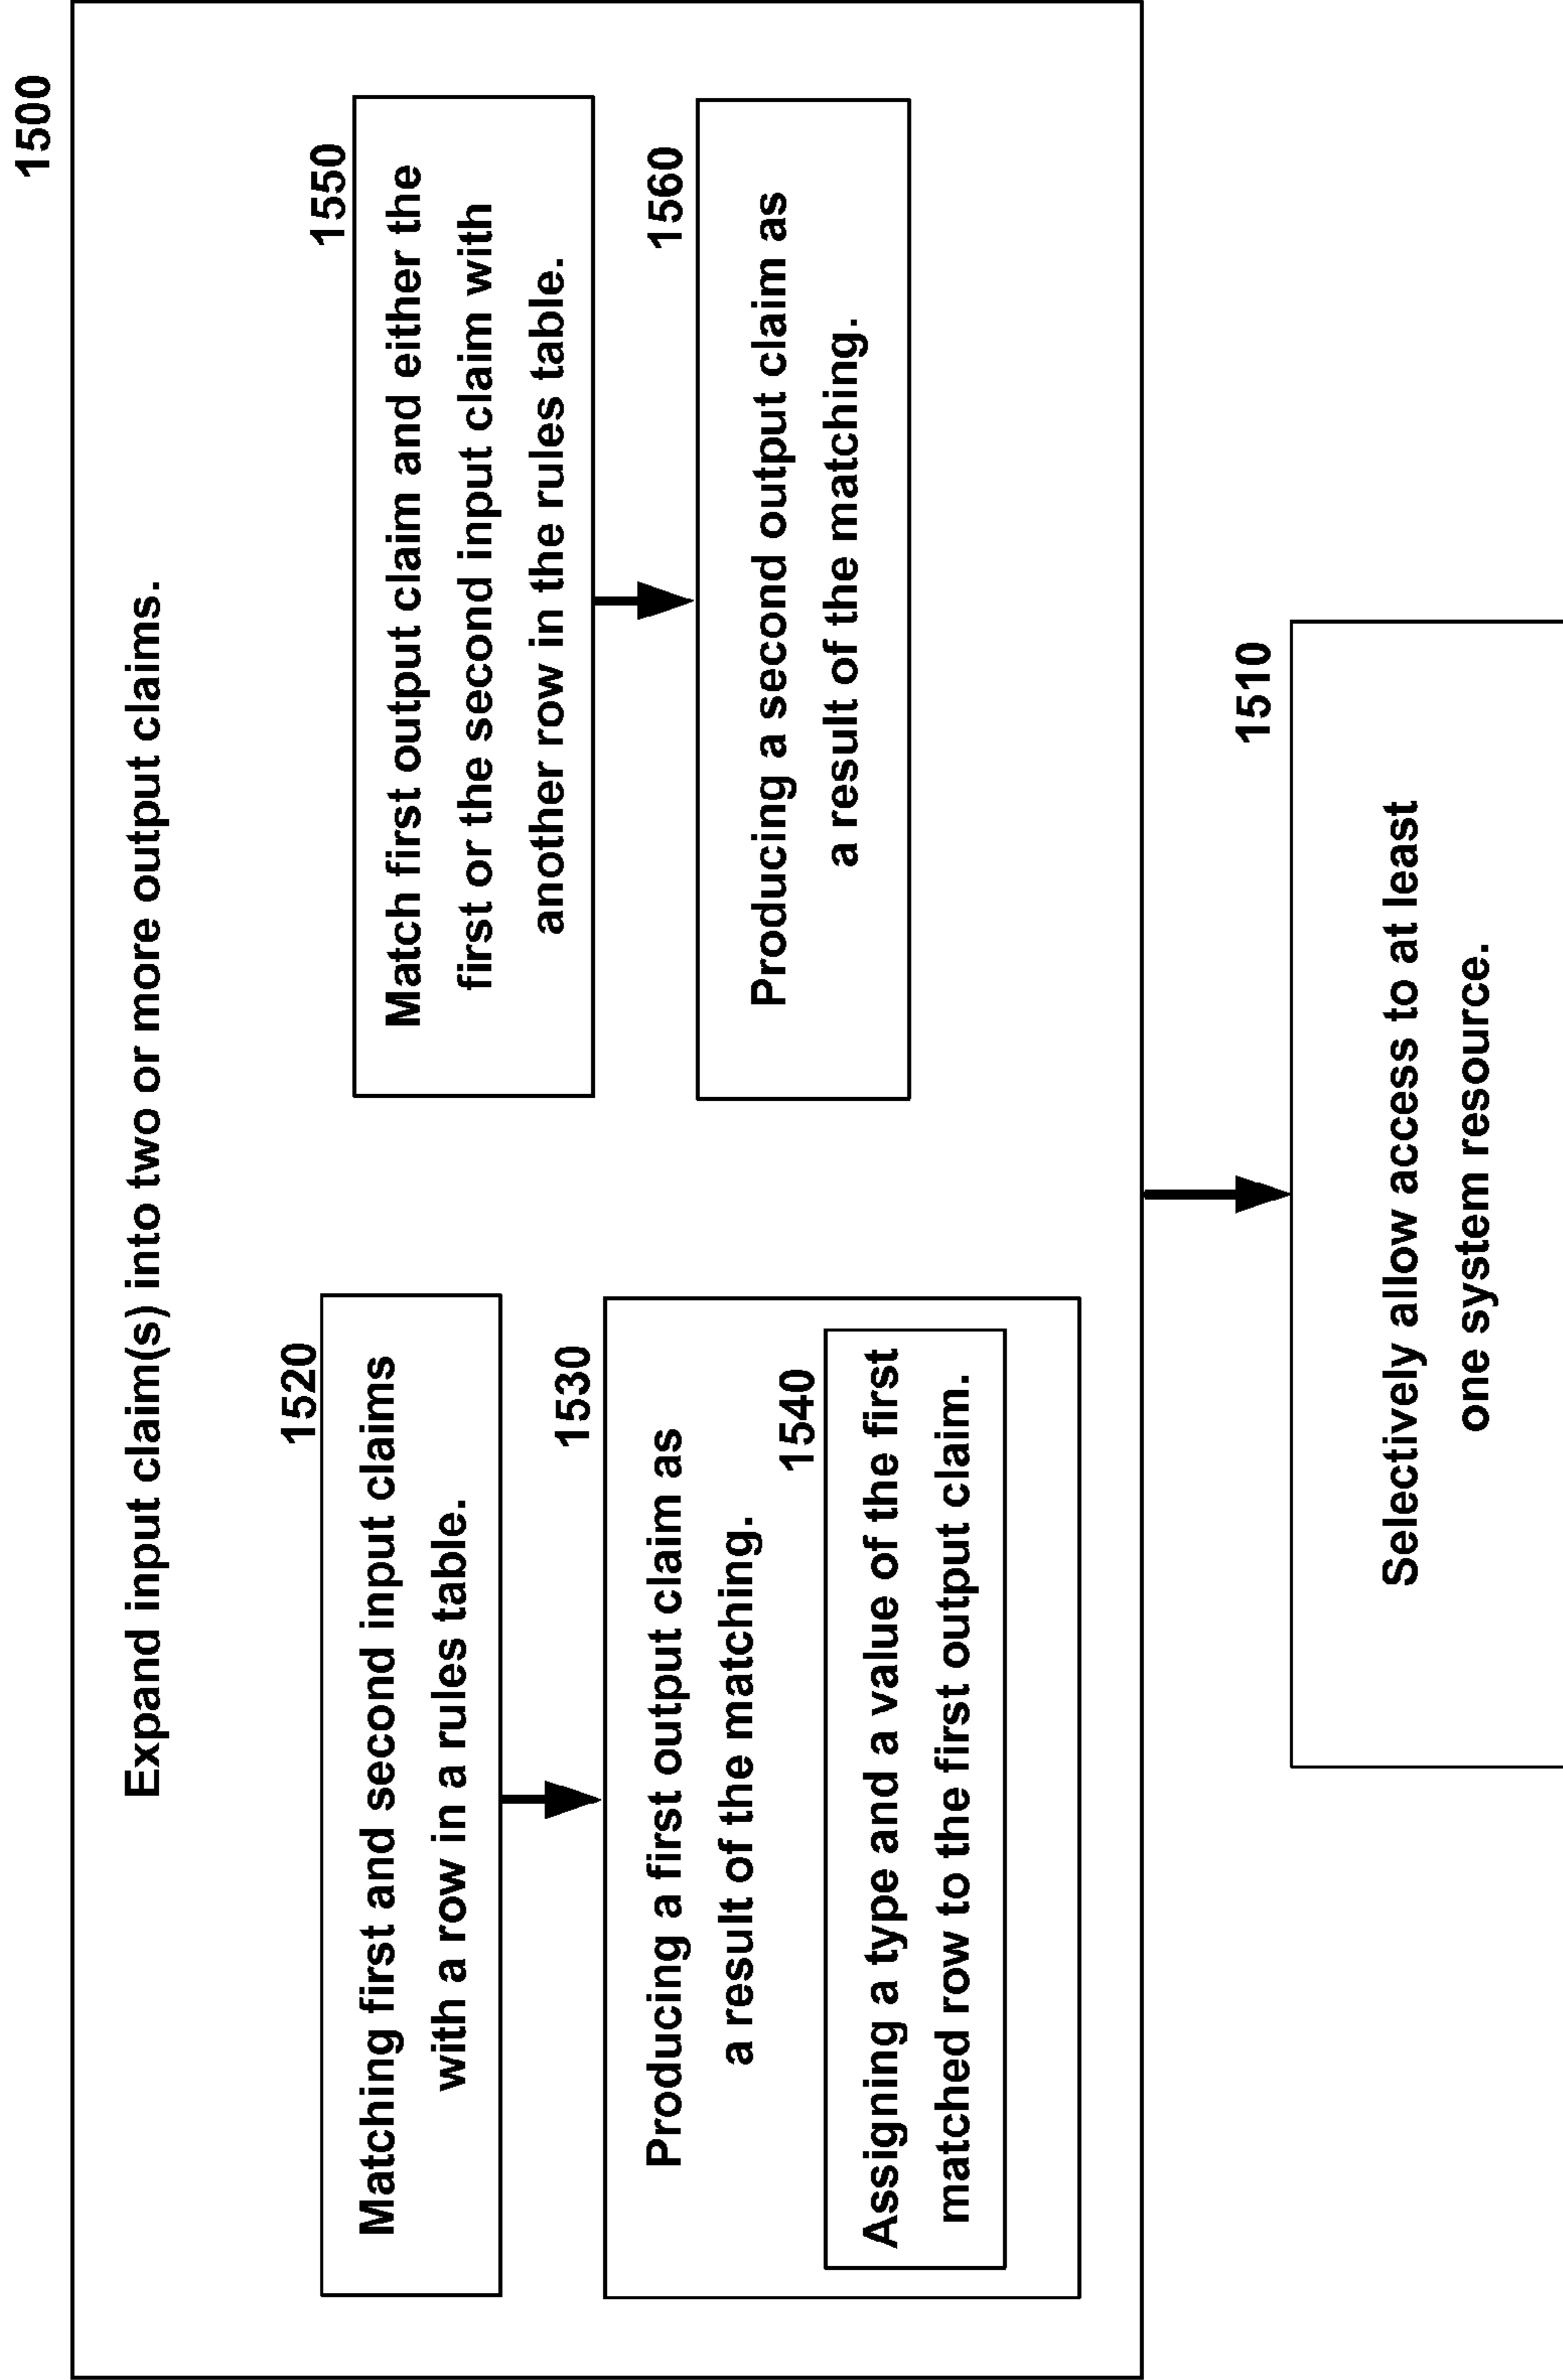 1500
Expand input claim(s) into two or more output claims.
1520
Matching first and second input claims
with a row in a rules table.
1530
Producing a first output claim as
a result of the matching.
1540
Assigning a type and a value of the first
matched row to the first output claim.
1550
Match first output claim and either the
first or the second input claim with
another row in the rules table.
1560
Producing a second output claim as
a result of the matching.
1510
Selectively allow access to at least
one system resource.